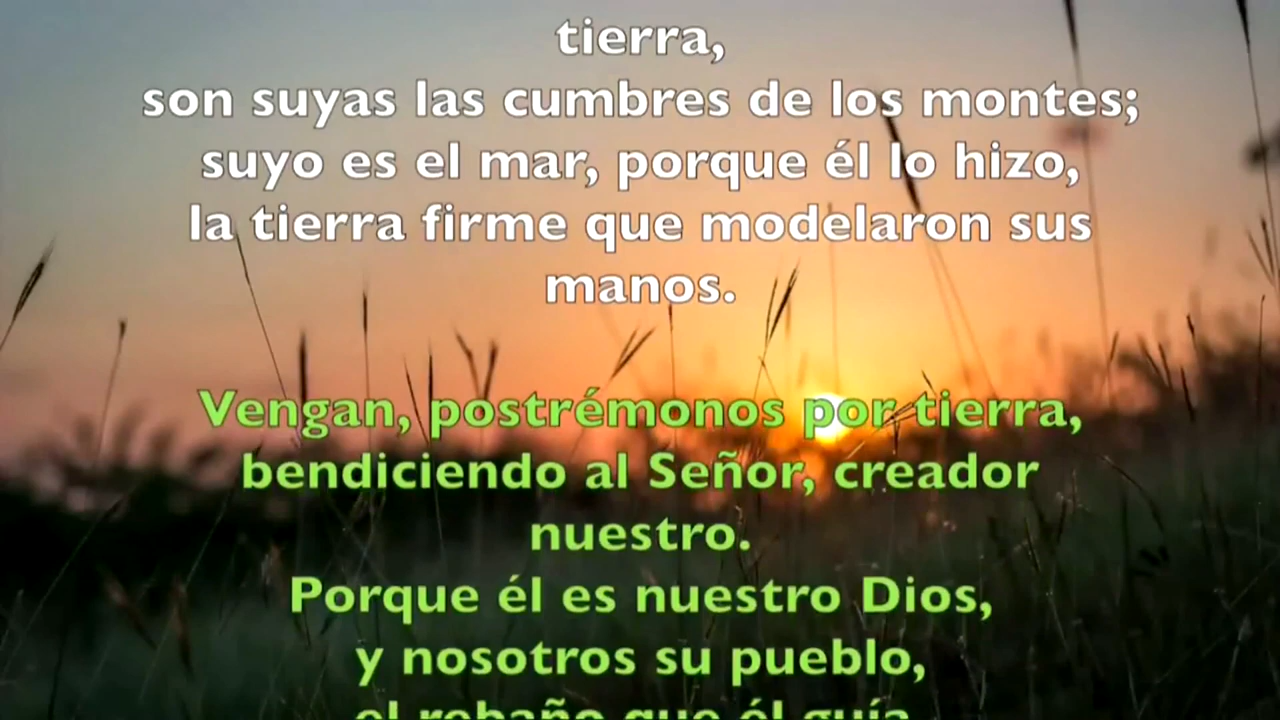 tierra,
son suyas las cumbres de los montes;
suyo es el mar, porque él lo hizo,
la tierra firme que modelaron sus
manos.
Vengan, postrémonos por tierra,
bendiciendo al Señor, creador
nuestro.
Porque él es nuestro Dios,
y nosotros su pueblo,
el rebaño que él guía.